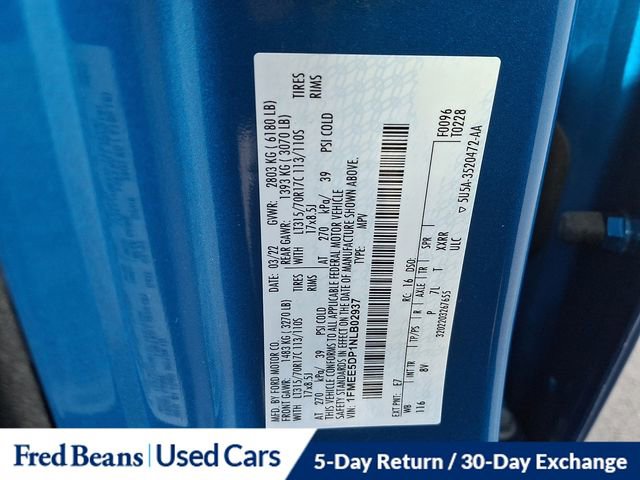 MFD. BY FORD MOTOR CO.
DATE: 03/22 GVWR: 2803 KG ( 6180 LB)
FRONT GAWR: 1483 KG ( 3270 LB) REAR GAWR: 1393 KG ( 3070 LB)
WITH LT315/70R17C 113/110S TIRES WITH LT315/70R17C 113/110S TIRES
17x8.5J RIMS 17x8.5J RIMS
AT 270 kPa/ 39 PSI COLD AT 270 kPa/ 39 PSI COLD
THIS VEHICLE CONFORMS TO ALL APPLICABLE FEDERAL MOTOR VEHICLE
SAFETY STANDARDS IN EFFECT ON THE DATE OF MANUFACTURE SHOWN ABOVE.
VIN: 1FMEE5DP1NLB02937 TYPE: MPV
F0096
T0228
EXT PNT: E7 RC: 16 DSO:
WB INT TR TP/PS R AXLE TR SPR
116 8V P 7L T XXRR
ULC
3202203267655
5U5A-3520472-AA
Fred Beans Used Cars 5-Day Return / 30-Day Exchange